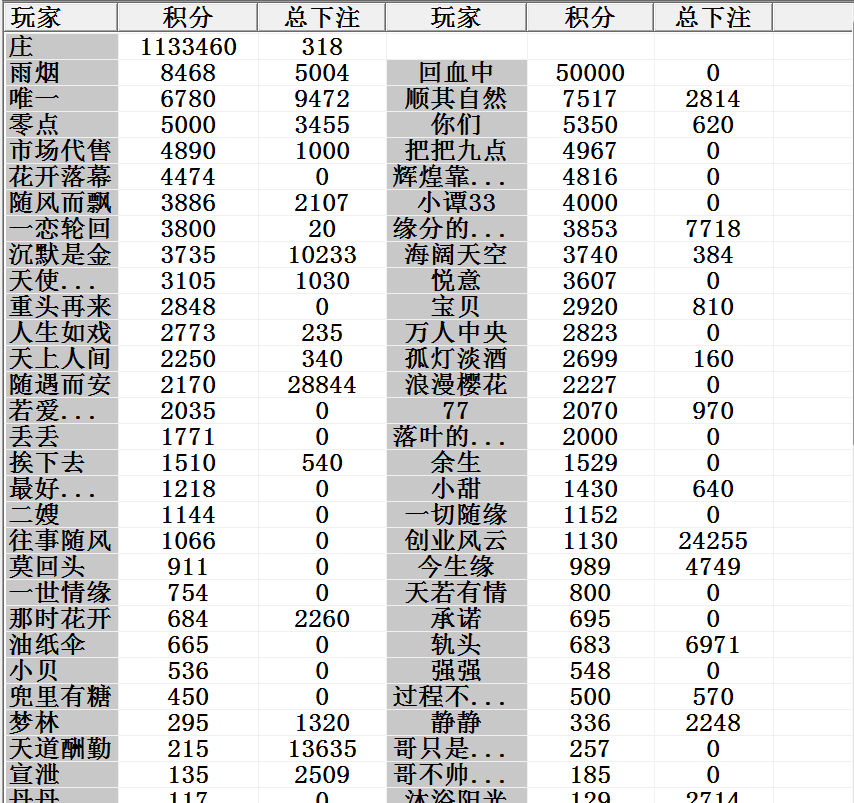 玩家 积分 总下注 玩家 积分 总下注
庄 1133460 318
雨烟 8468 5004 回血中 50000 0
唯一 6780 9472 顺其自然 7517 2814
零点 5000 3455 你们 5350 620
市场代售 4890 1000 把把九点 4967 0
花开落幕 4474 0 辉煌靠... 4816 0
随风而飘 3886 2107 小谭33 4000 0
一恋轮回 3800 20 缘分的... 3853 7718
沉默是金 3735 10233 海阔天空 3740 384
天使... 3105 1030 悦意 3607 0
重头再来 2848 0 宝贝 2920 810
人生如戏 2773 235 万人中央 2823 0
天上人间 2250 340 孤灯淡酒 2699 160
随遇而安 2170 28844 浪漫樱花 2227 0
若爱... 2035 0 77 2070 970
丢丢 1771 0 落叶的... 2000 0
挨下去 1510 540 余生 1529 0
最好... 1218 0 小甜 1430 640
二嫂 1144 0 一切随缘 1152 0
往事随风 1066 0 创业风云 1130 24255
莫回头 911 0 今生缘 989 4749
一世情缘 754 0 天若有情 800 0
那时花开 684 2260 承诺 695 0
油纸伞 665 0 轨头 683 6971
小贝 536 0 强强 548 0
兜里有糖 450 0 过程不... 500 570
梦林 295 1320 静静 336 2248
天道酬勤 215 13635 哥只是... 257 0
宣泄 135 2509 哥不帅... 185 0
丹丹 117 0 沐浴阳光 129 2714